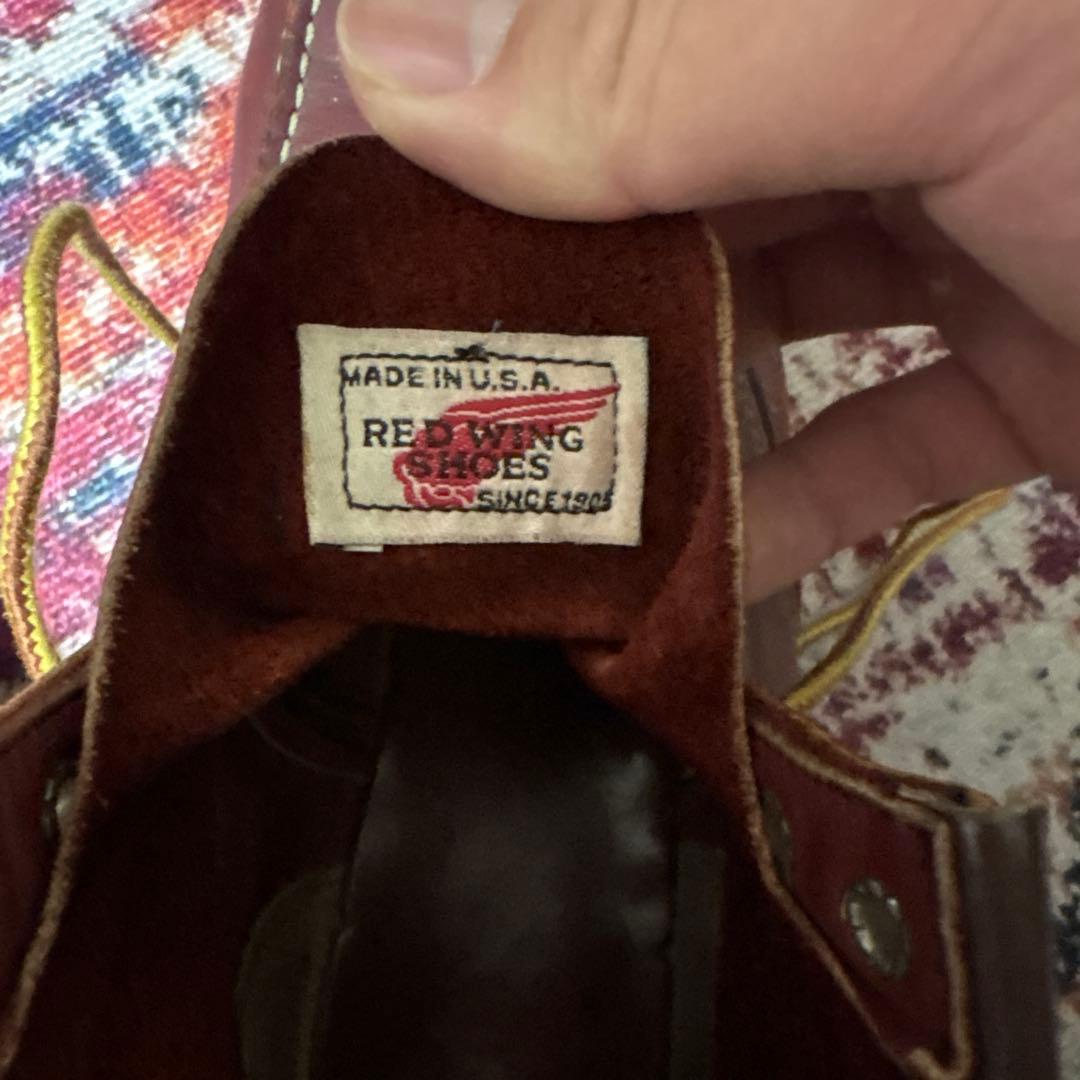 MADE IN U.S.A.
RED WING
SHOES
SINCE 1905